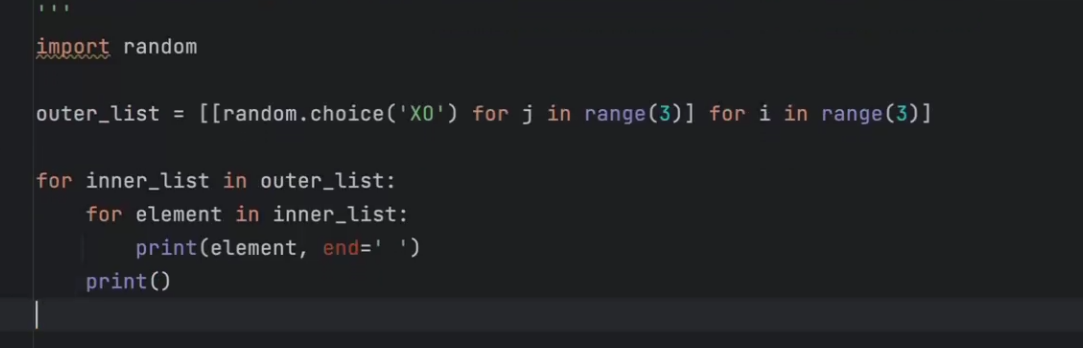 '''
import random
outer_list = [[random.choice('XO') for j in range(3)] for i in range(3)]
for inner_list in outer_list:
    for element in inner_list:
        print(element, end=' ')
    print()